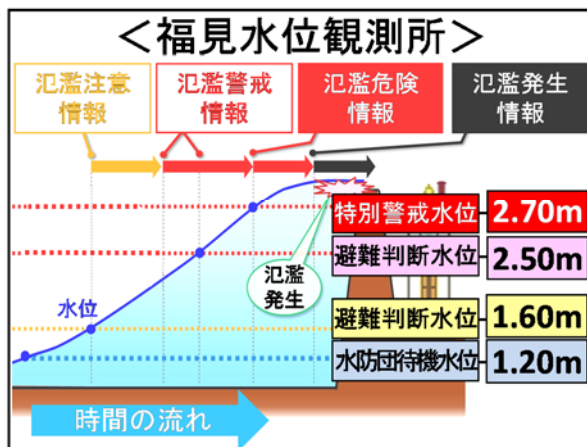 ＜福見水位観測所＞
氾濫注意
情報
氾濫警戒
情報
氾濫危険
情報
氾濫発生
情報
特別警戒水位 2.70m
避難判断水位 2.50m
氾濫
発生
水位
避難判断水位 1.60m
水防団待機水位 1.20m
時間の流れ